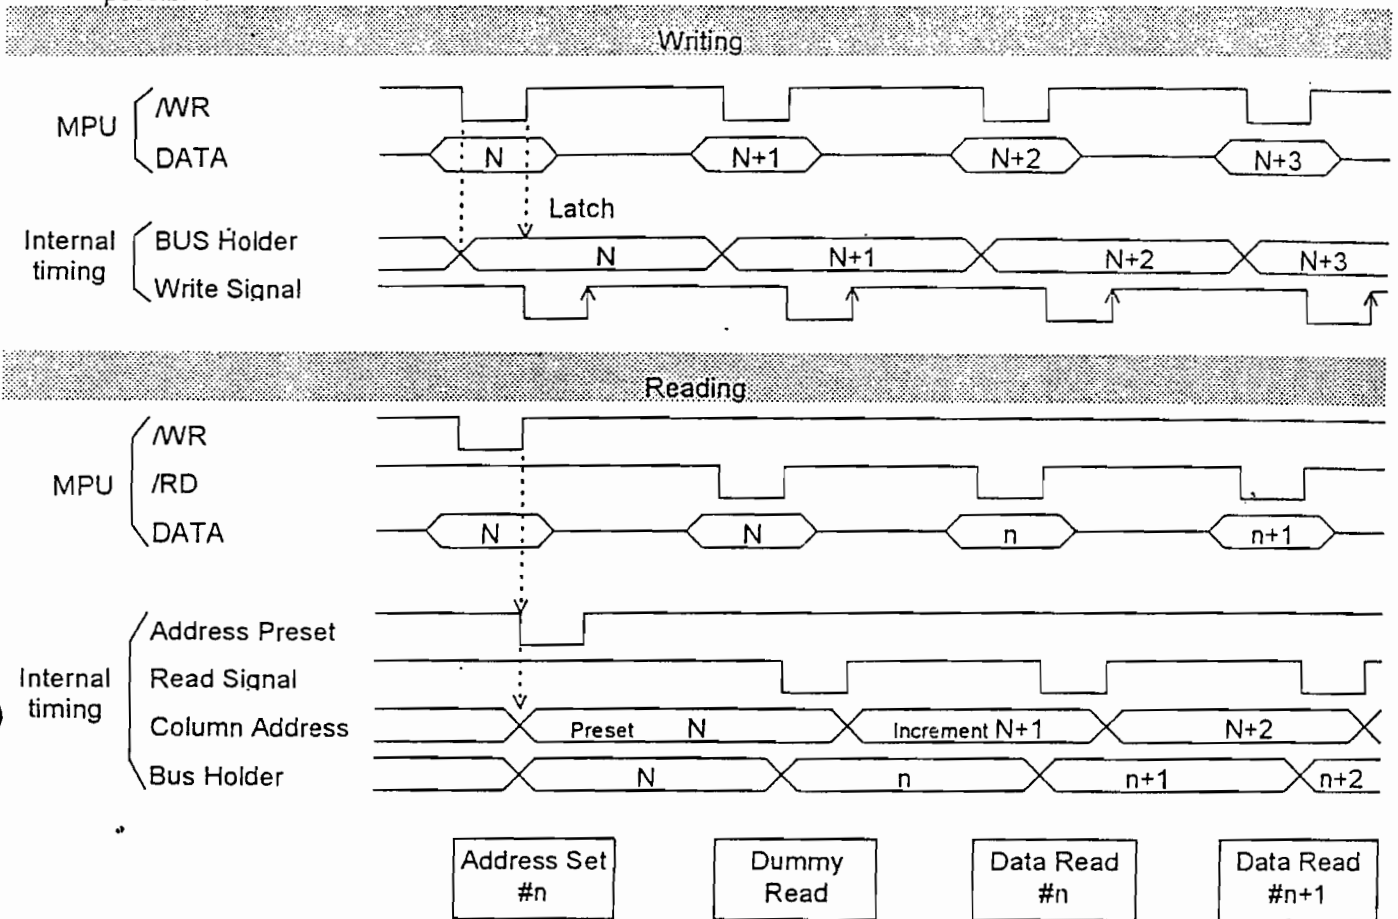 Writing
MPU
/WR
DATA
N
N+1
N+2
N+3
Latch
Internal
timing
BUS Holder
N
N+1
N+2
N+3
Write Signal
Reading
MPU
/WR
/RD
DATA
N
N
n
n+1
Internal
timing
Address Preset
Read Signal
Column Address
Preset N
Increment N+1
N+2
Bus Holder
N
n
n+1
n+2
Address Set
#n
Dummy
Read
Data Read
#n
Data Read
#n+1